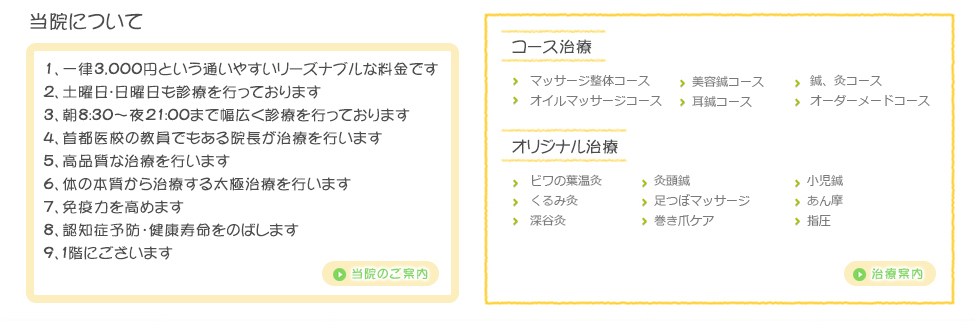 当院について
1、一律3,000円という通いやすいリーズナブルな料金です
2、土曜日・日曜日も診療を行っております
3、朝8:30～夜21:00まで幅広く診療を行っております
4、首都医校の教員でもある院長が治療を行います
5、高品質な治療を行います
6、体の本質から治療する太極治療を行います
7、免疫力を高めます
8、認知症予防・健康寿命をのばします
9、1階にございます
当院のご案内
コース治療
マッサージ整体コース
美容鍼コース
鍼、灸コース
オイルマッサージコース
耳鍼コース
オーダーメードコース
オリジナル治療
ビワの葉温灸
灸頭鍼
小児鍼
くるみ灸
足つぼマッサージ
あん摩
深谷灸
巻き爪ケア
指圧
治療案内